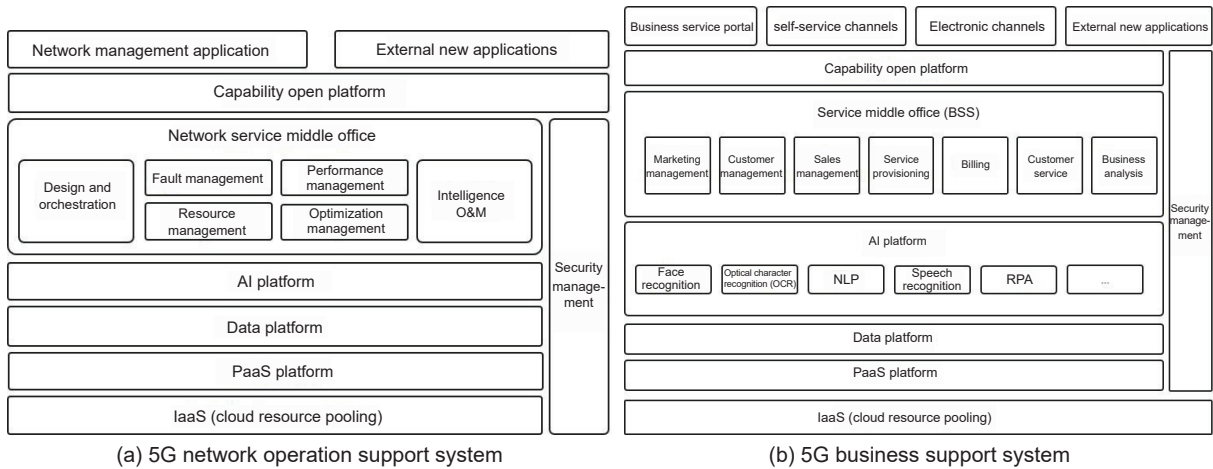 Network management application
External new applications
Capability open platform
Network service middle office
Design and
orchestration
Fault management
Performance
management
Resource
management
Optimization
management
Intelligence
O&M
AI platform
Data platform
PaaS platform
IaaS (cloud resource pooling)
Security
manage-
ment
(a) 5G network operation support system
Business service portal
self-service channels
Electronic channels
External new applications
Capability open platform
Service middle office (BSS)
Marketing
management
Customer
management
Sales
management
Service
provisioning
Billing
Customer
service
Business
analysis
AI platform
Face
recognition
Optical character
recognition (OCR)
NLP
Speech
recognition
RPA
...
Data platform
PaaS platform
IaaS (cloud resource pooling)
Security
manage-
ment
(b) 5G business support system